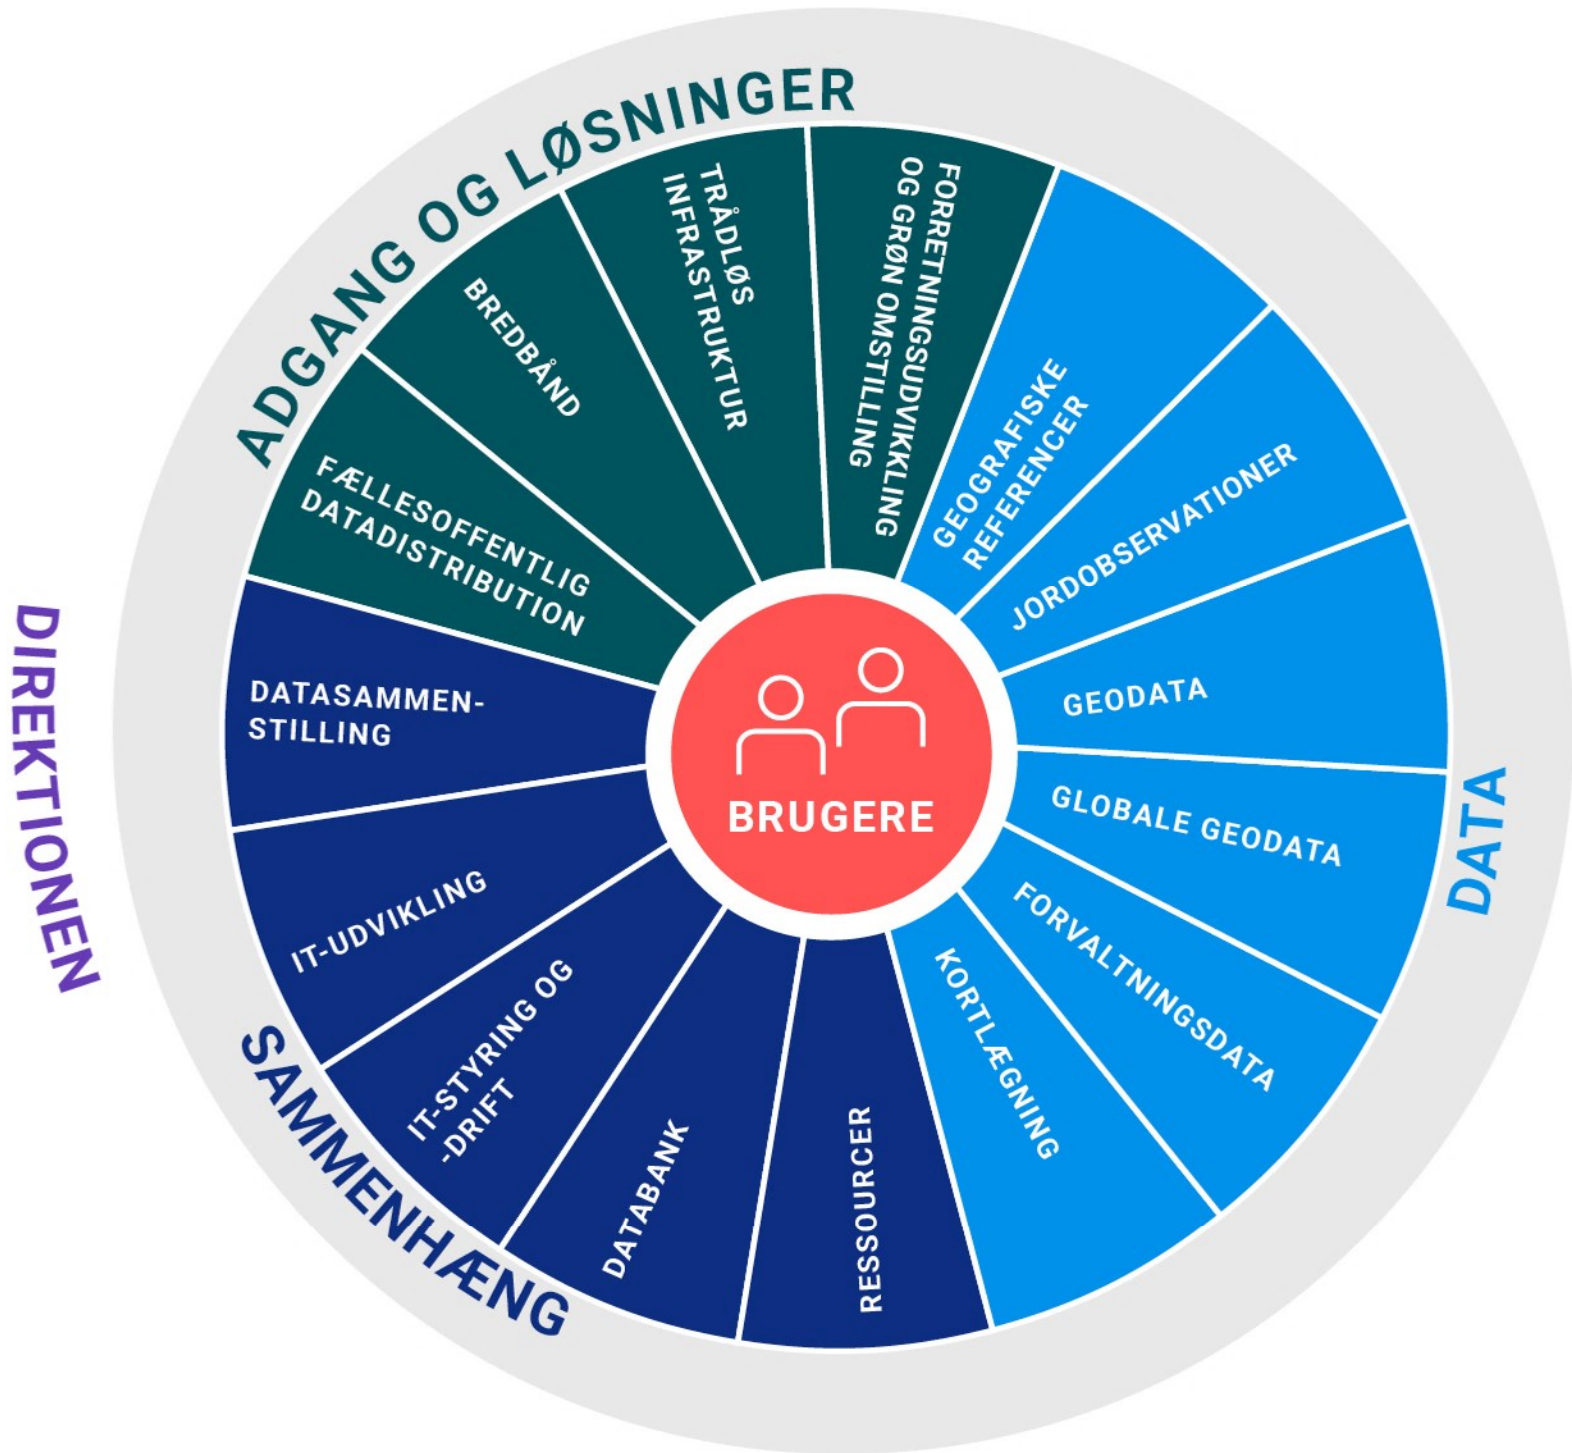 ADGANG OG LØSNINGER
FÆLLESOFFENTLIG
DATADISTRIBUTION
BREDBÅND
TRÅDLØS
INFRASTRUKTUR
FORRETNINGSUDVIKKLING
OG GRØN OMSTILLING
DATA
GEOGRAFISKE
REFERENCER
JORDOBSERVATIONER
GEODATA
GLOBALE GEODATA
FORVALTNINGSDATA
KORTLÆGNING
SAMMENHÆNG
RESSOURCER
DATABANK
IT-STYRING OG
-DRIFT
IT-UDVIKLING
DATASAMMEN-
STILLING
BRUGERE
DIREKTIONEN